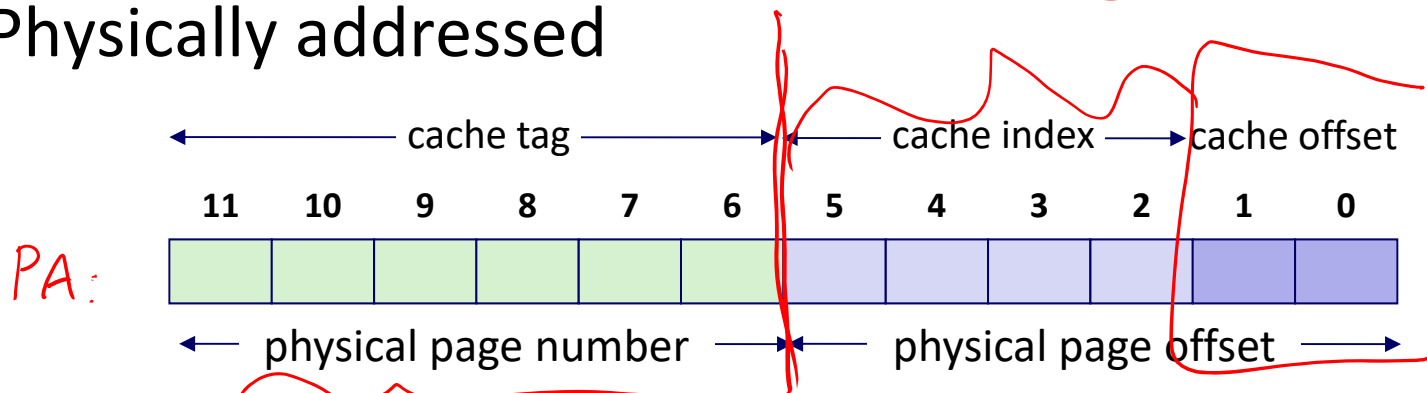 Physically addressed
cache tag cache index cache offset
11 10 9 8 7 6 5 4 3 2 1 0
PA:
physical page number physical page offset